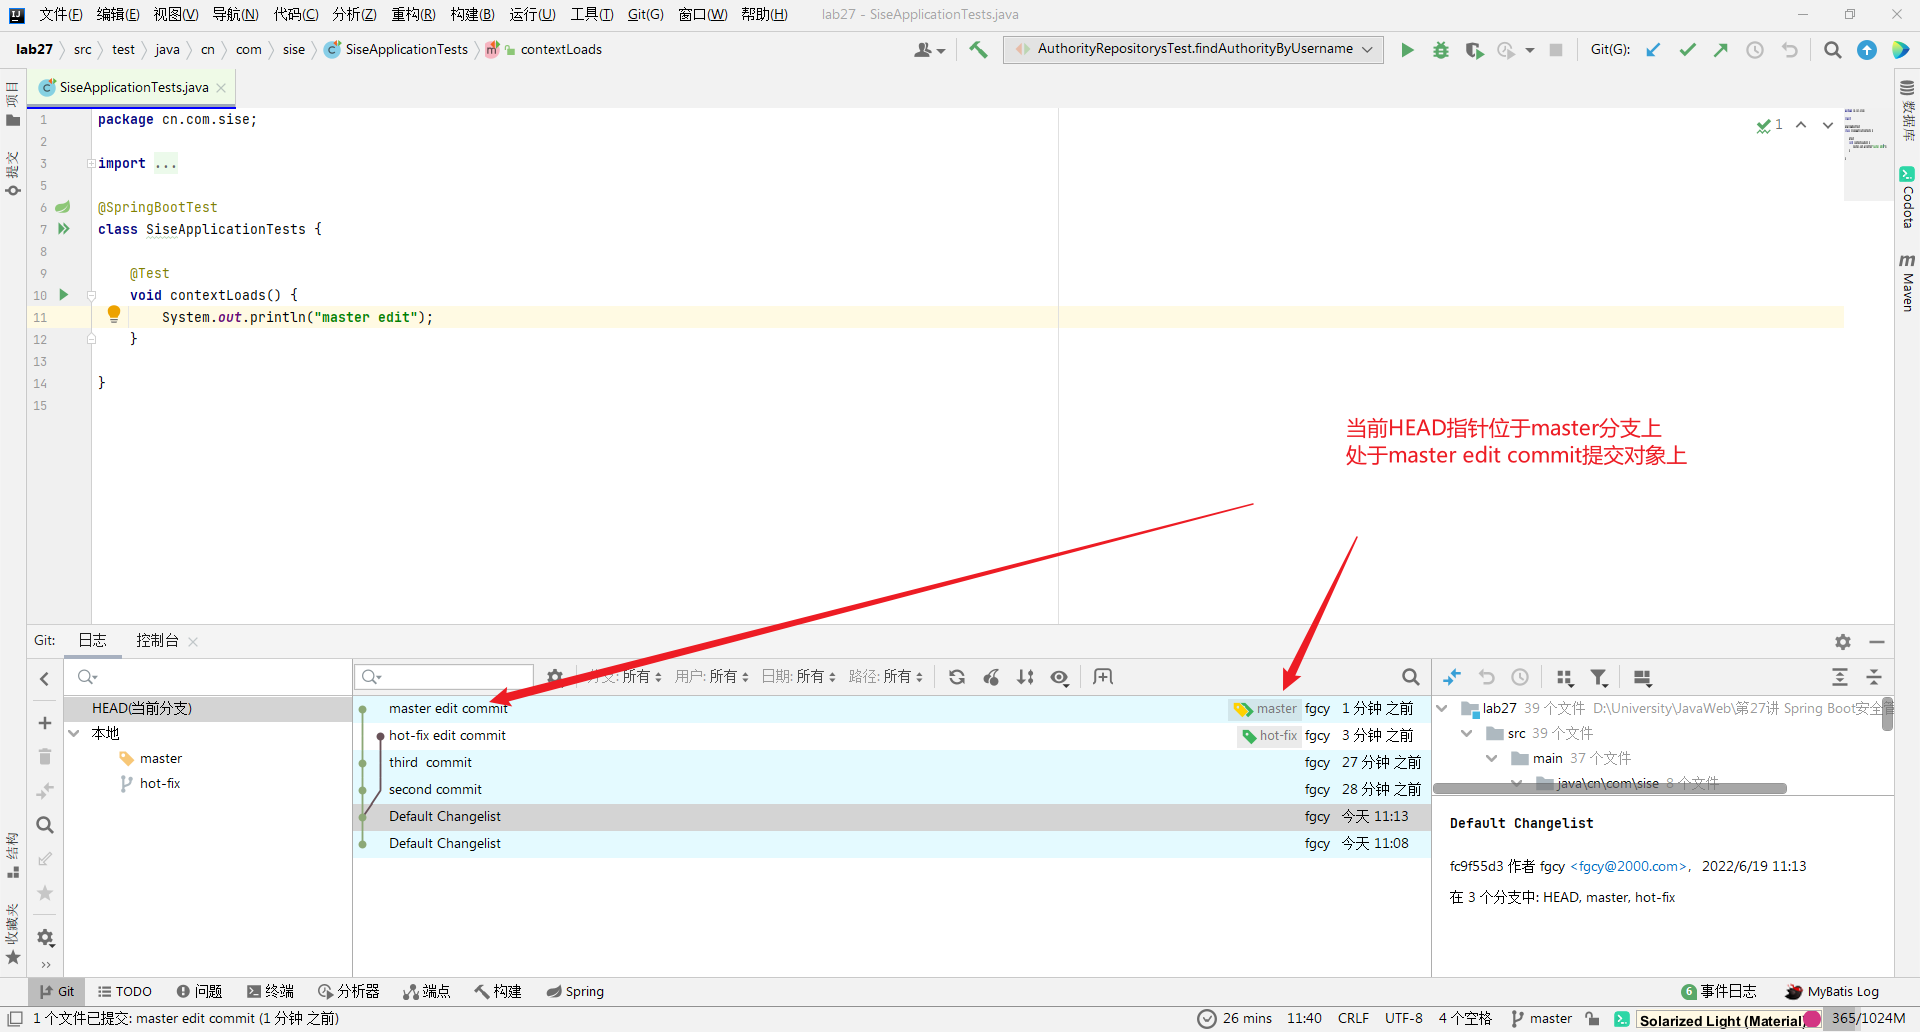 文件(F) 编辑(E) 视图(V) 导航(N) 代码(C) 分析(Z) 重构(R) 构建(B) 运行(U) 工具(T) Git(G) 窗口(W) 帮助(H) lab27 - SiseApplicationTests.java
lab27 src test java cn com sise SiseApplicationTests contextLoads AuthorityRepositorysTest.findAuthorityByUsername Git(G):
SiseApplicationTests.java
1 package cn.com.sise;
2
3 import ...
5
6 @SpringBootTest
7 class SiseApplicationTests {
8
9 @Test
10 void contextLoads() {
11 System.out.println("master edit");
12 }
13
14 }
15
1
项目
提交
结构
收藏夹
数据库
Codota
Maven
当前HEAD指针位于master分支上
处于master edit commit提交对象上
Git: 日志 控制台
分支: 所有 用户: 所有 日期: 所有 路径: 所有
HEAD(当前分支)
本地
master
hot-fix
master edit commit master fgcy 1 分钟 之前
hot-fix edit commit hot-fix fgcy 3 分钟 之前
third commit fgcy 27 分钟 之前
second commit fgcy 28 分钟 之前
Default Changelist fgcy 今天 11:13
Default Changelist fgcy 今天 11:08
lab27 39 个文件 D:\University\JavaWeb\第27讲 Spring Boot安全管
src 39 个文件
main 37 个文件
java\cn\com\sise 8 个文件
Default Changelist
fc9f55d3 作者 fgcy <fgcy@2000.com>, 2022/6/19 11:13
在 3 个分支中: HEAD, master, hot-fix
Git TODO 问题 终端 分析器 端点 构建 Spring 6 事件日志 MyBatis Log
1 个文件已提交: master edit commit (1 分钟 之前) 26 mins 11:40 CRLF UTF-8 4 个空格 master Solarized Light (Material) 365/1024M